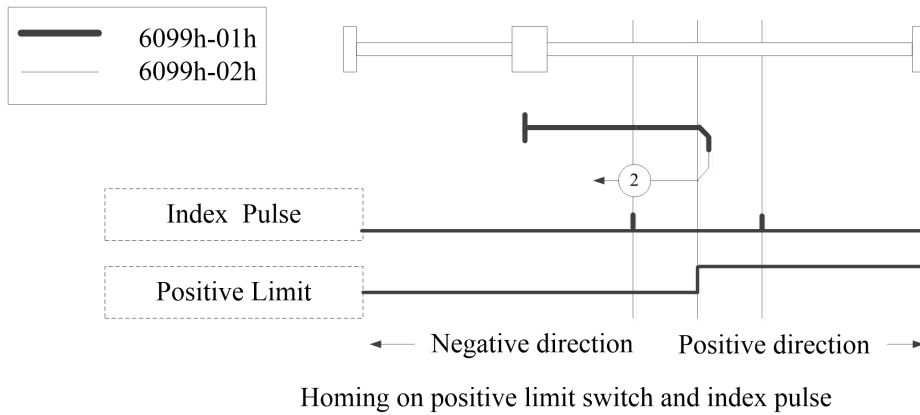 6099h-01h
6099h-02h
2
Index Pulse
Positive Limit
Negative direction
Positive direction
Homing on positive limit switch and index pulse